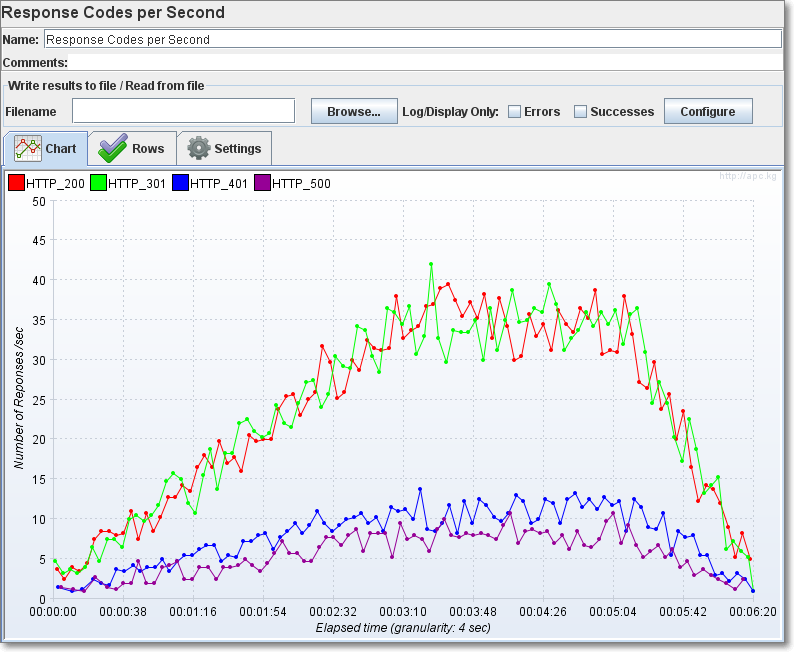 Response Codes per Second
Name: Response Codes per Second
Comments:
Write results to file / Read from file
Filename Browse... Log/Display Only: Errors Successes Configure
Chart Rows Settings
http://apc.kg
HTTP_200 HTTP_301 HTTP_401 HTTP_500
50
45
40
35
30
25
20
15
10
5
0
Number of Reponses/sec
00:00:00 00:00:38 00:01:16 00:01:54 00:02:32 00:03:10 00:03:48 00:04:26 00:05:04 00:05:42 00:06:20
Elapsed time (granularity: 4 sec)